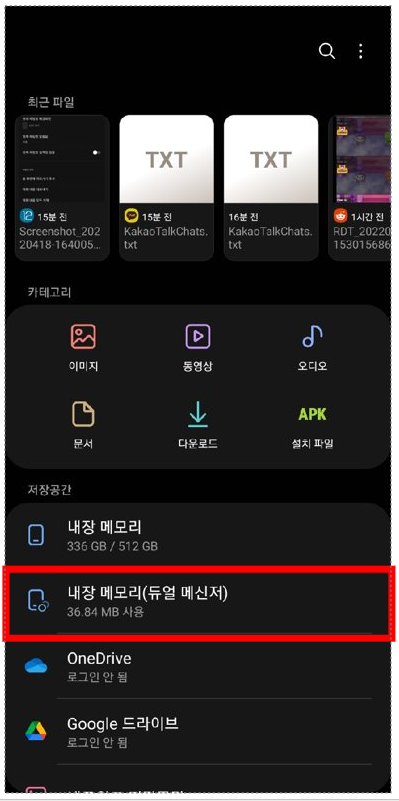 최근 파일
TXT
TXT
15분 전
15분 전
16분 전
1시간 전
Screenshot_202
20418-164005...
KakaoTalkChats.
txt
KakaoTalkChats.
txt
RDT_20220
153015686
카테고리
이미지
동영상
오디오
APK
문서
다운로드
설치 파일
저장공간
내장 메모리
336 GB / 512 GB
내장 메모리(듀얼 메신저)
36.84 MB 사용
OneDrive
로그인 안 됨
Google 드라이브
로그인 안 됨